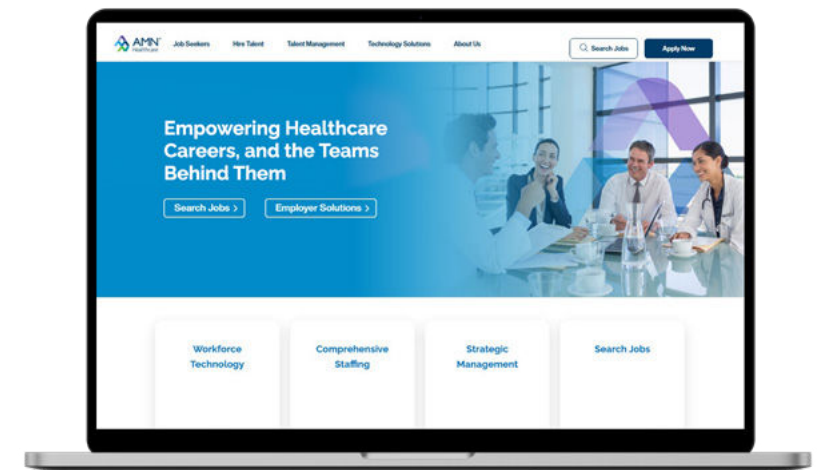 AMN
Healthcare
Job Seekers
Hire Talent
Talent Management
Technology Solutions
About Us
Search Jobs
Apply Now
Empowering Healthcare
Careers, and the Teams
Behind Them
Search Jobs >
Employer Solutions >
Workforce
Technology
Comprehensive
Staffing
Strategic
Management
Search Jobs